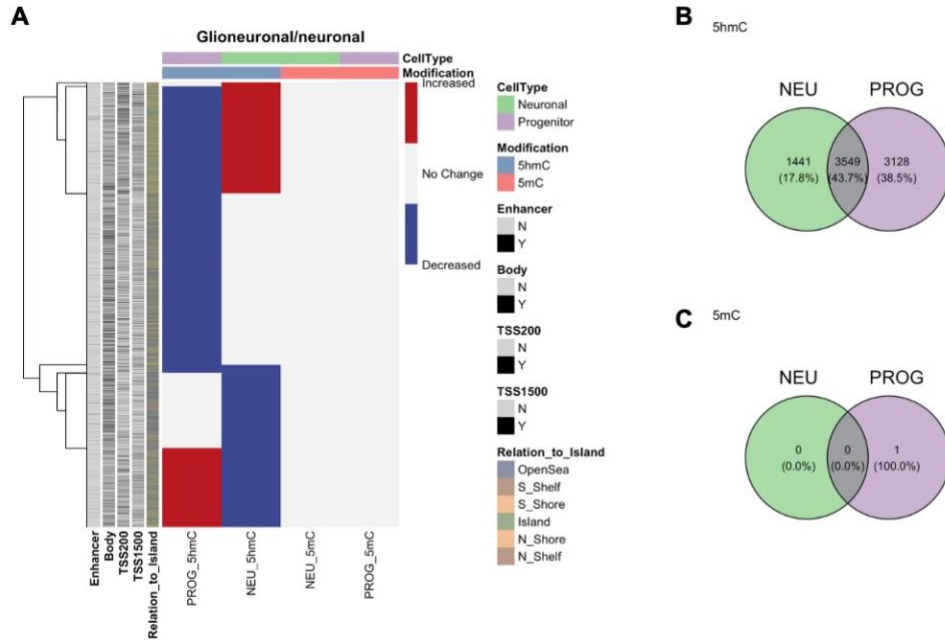 A
Glioneuronal/neuronal
CellType
Modification
Increased
No Change
Decreased
CellType
Neuronal
Progenitor
Modification
5hmC
5mC
Enhancer
N
Y
Body
N
Y
TSS200
N
Y
TSS1500
N
Y
Relation_to_Island
OpenSea
S_Shelf
S_Shore
Island
N_Shore
N_Shelf
Enhancer
Body
TSS200
TSS1500
Relation_to_Island
PROG_5hmC
NEU_5hmC
NEU_5mC
PROG_5mC
B
5hmC
NEU PROG
1441 3549 3128
(17.8%) (43.7%) (38.5%)
C
5mC
NEU PROG
0 0 1
(0.0%) (0.0%) (100.0%)